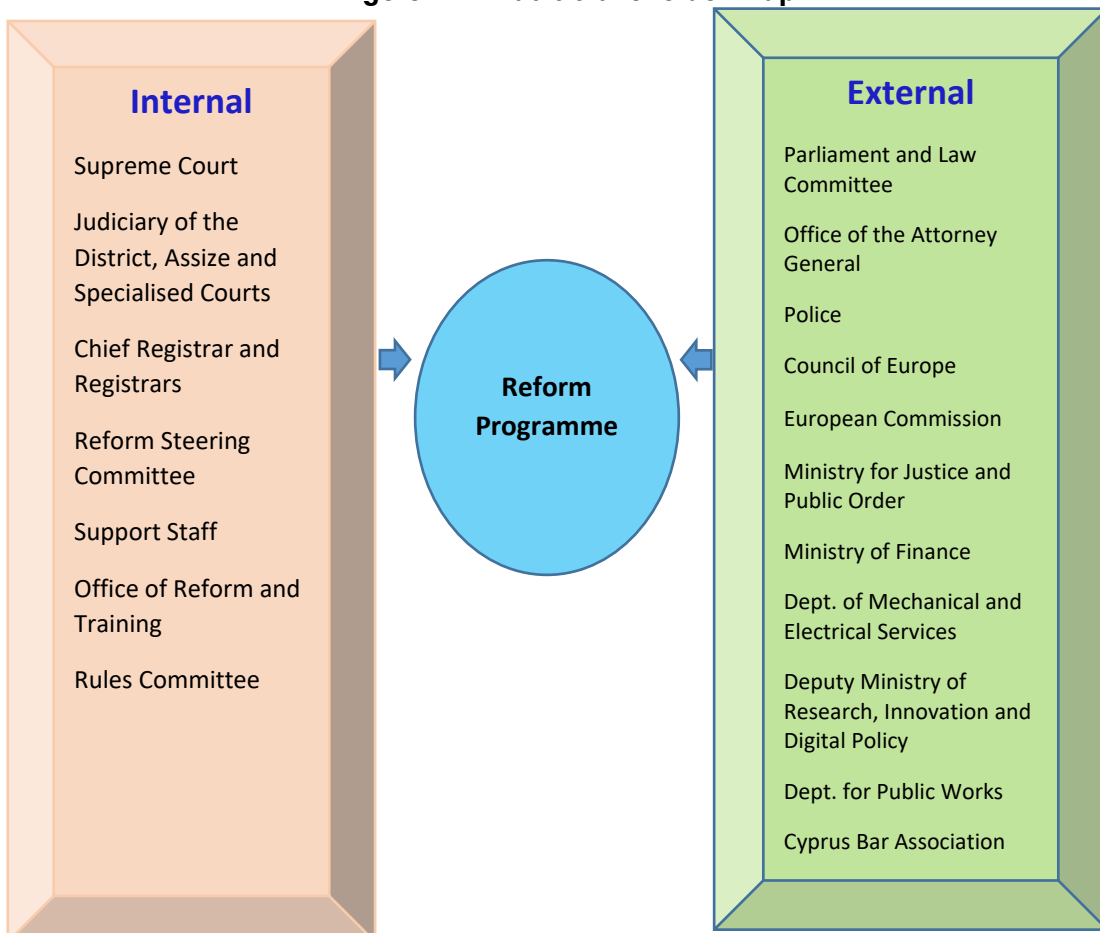 Internal
Supreme Court
Judiciary of the
District, Assize and
Specialised Courts
Chief Registrar and
Registrars
Reform Steering
Committee
Support Staff
Office of Reform and
Training
Rules Committee
Reform
Programme
External
Parliament and Law
Committee
Office of the Attorney
General
Police
Council of Europe
European Commission
Ministry for Justice and
Public Order
Ministry of Finance
Dept. of Mechanical and
Electrical Services
Deputy Ministry of
Research, Innovation and
Digital Policy
Dept. for Public Works
Cyprus Bar Association